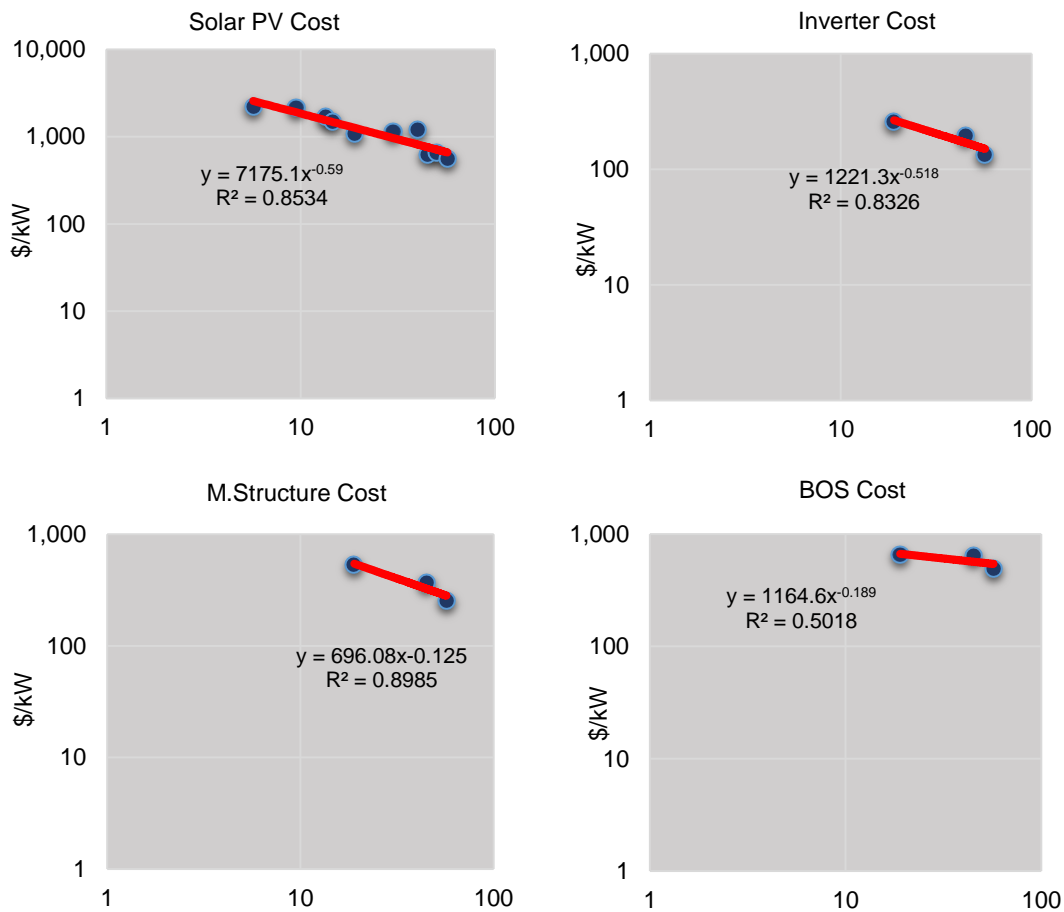 Solar PV Cost
10,000
1,000
100
10
1
$/kW
y = 7175.1x-0.59
R² = 0.8534
1
10
100
Inverter Cost
1,000
100
10
1
$/kW
y = 1221.3x-0.518
R² = 0.8326
1
10
100
M.Structure Cost
1,000
100
10
1
$/kW
y = 696.08x-0.125
R² = 0.8985
1
10
100
BOS Cost
1,000
100
10
1
$/kW
y = 1164.6x-0.189
R² = 0.5018
1
10
100